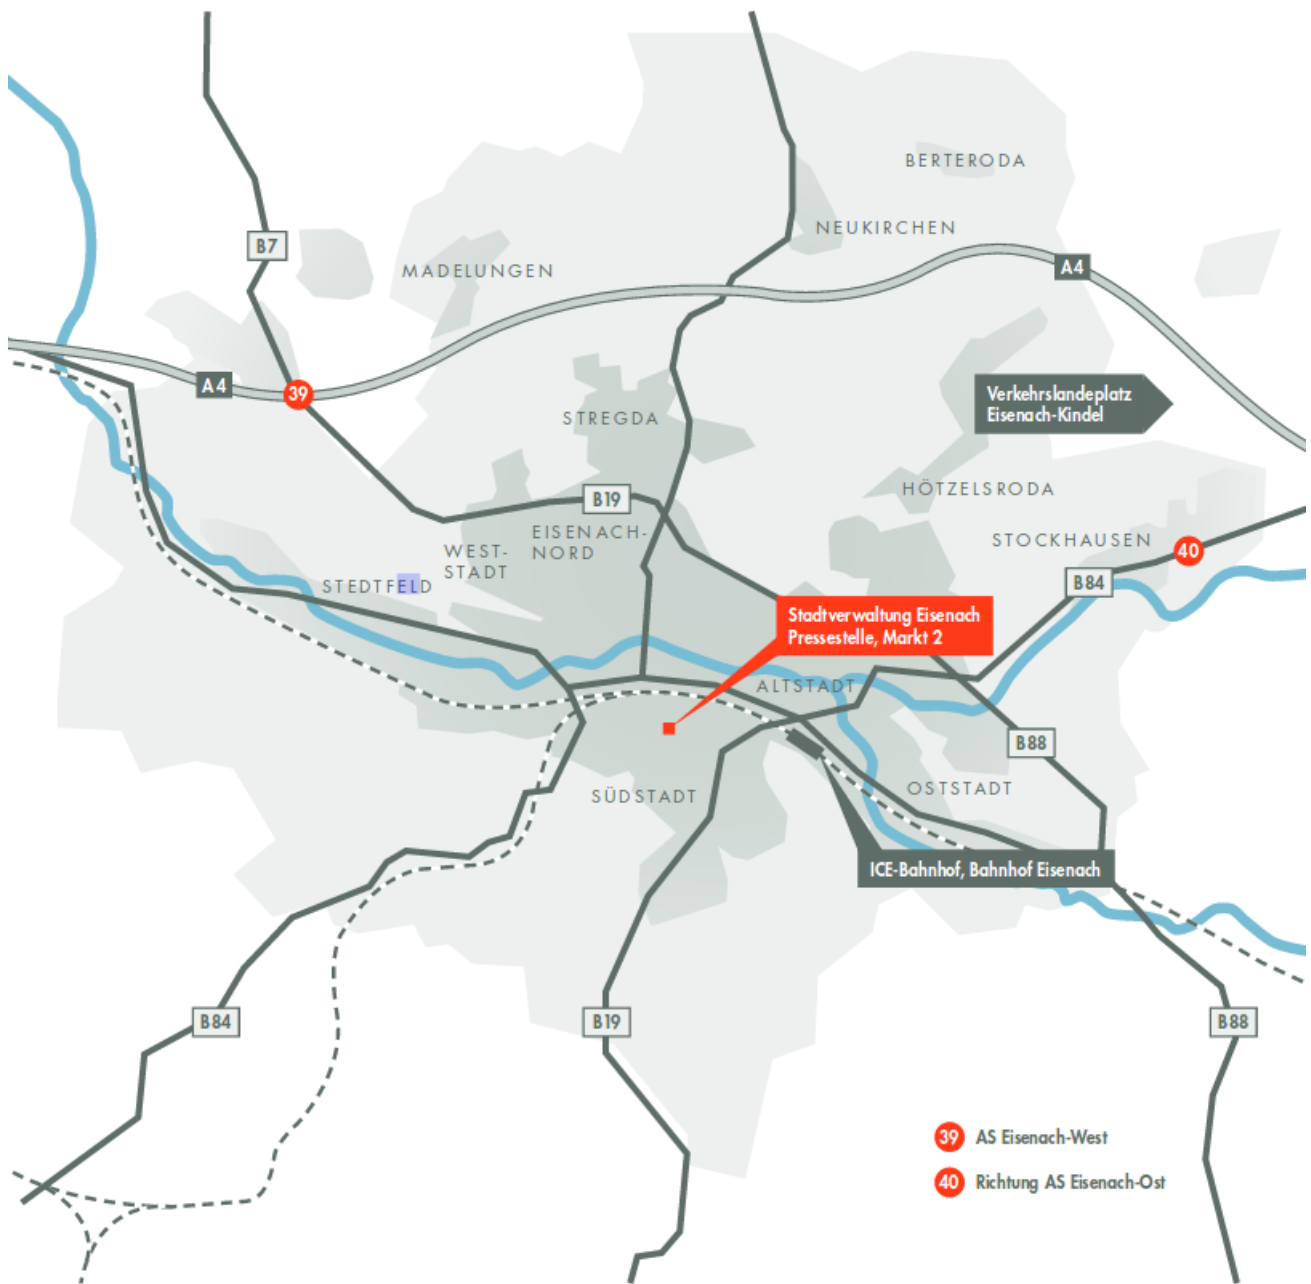 BERTERODA
NEUKIRCHEN
B7
MADELUNGEN
A4
A4
39
Verkehrslandeplatz
Eisenach-Kindel
STREGDA
HÖTZELSRODA
B19
EISENACH-
NORD
WEST-
STADT
STOCKHAUSEN
40
B84
STEDTFELD
Stadtverwaltung Eisenach
Pressestelle, Markt 2
ALTSTADT
B88
SÜDSTADT
OSTSTADT
ICE-Bahnhof, Bahnhof Eisenach
B84
B19
B88
39 AS Eisenach-West
40 Richtung AS Eisenach-Ost